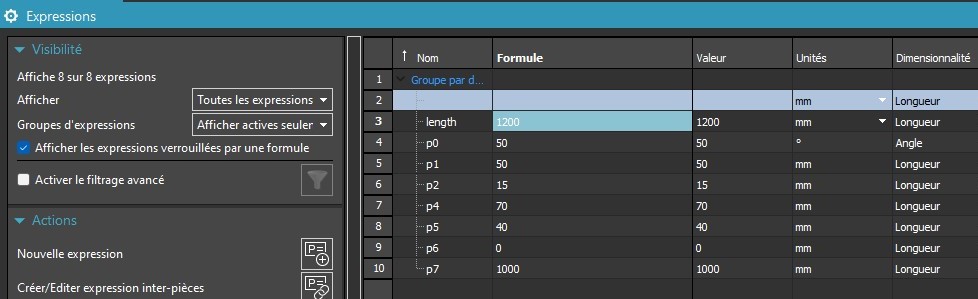 Expressions
Visibilité
Affiche 8 sur 8 expressions
Afficher Toutes les expressions
Groupes d'expressions Afficher actives seuler
Afficher les expressions verrouillées par une formule
Activer le filtrage avancé
Actions
Nouvelle expression
Créer/Editer expression inter-pièces
↑ Nom Formule Valeur Unités Dimensionnalité
1 Groupe par d...
2 mm Longueur
3 length 1200 1200 mm Longueur
4 p0 50 50 ° Angle
5 p1 50 50 mm Longueur
6 p2 15 15 mm Longueur
7 p4 70 70 mm Longueur
8 p5 40 40 mm Longueur
9 p6 0 0 mm Longueur
10 p7 1000 1000 mm Longueur